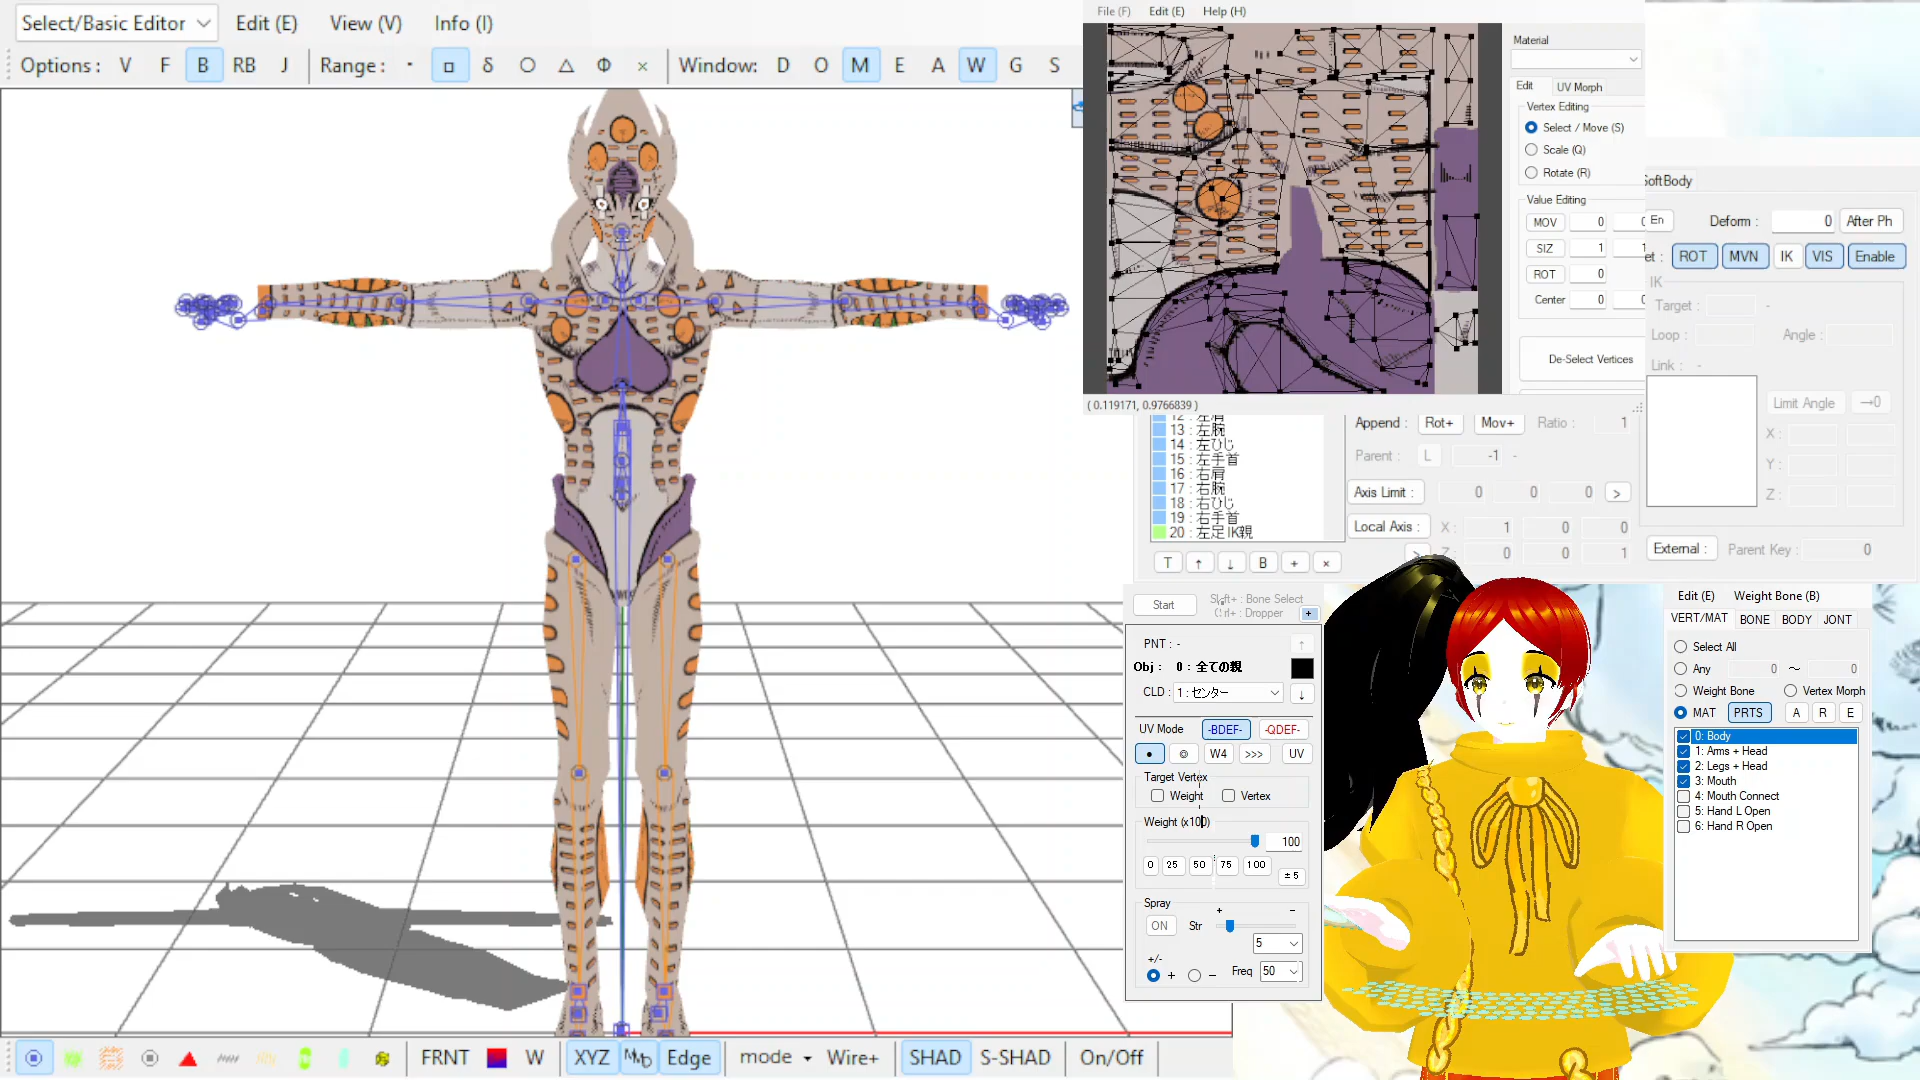 Select/Basic Editor
Edit (E)
View (V)
Info (I)
Options :
V
F
B
RB
J
Range :
Window:
D
O
M
E
A
W
G
S
File (F)
Edit (E)
Help (H)
Material
Edit
UV Morph
Vertex Editing
Select / Move (S)
Scale (Q)
Rotate (R)
Value Editing
MOV
0
SIZ
1
ROT
0
Center
0
De-Select Vertices
( 0.119171, 0.9766839 )
SoftBody
En
Deform :
0
After Ph
ROT
MVN
IK
VIS
Enable
IK
Target :
-
Loop :
Angle :
Link :
-
Limit Angle
→0
X :
Y :
Z :
External :
Parent Key :
0
12 : 左肩
13 : 左腕
14 : 左ひじ
15 : 左手首
16 : 右肩
17 : 右腕
18 : 右ひじ
19 : 右手首
20 : 左足IK親
T
↑
↓
B
+
×
Append :
Rot+
Mov+
Ratio :
1
Parent :
L
-1
-
Axis Limit :
0
0
0
>
Local Axis :
X :
1
0
0
Z :
0
0
1
Start
Shift+ : Bone Select
Ctrl+ : Dropper
+
PNT : -
↑
Obj :
0 : 全ての親
CLD :
1 : センター
↓
UV Mode
-BDEF-
-QDEF-
W4
>>>
UV
Target Vertex
Weight
Vertex
Weight (x100)
100
0
25
50
75
100
± 5
Spray
ON
Str
+
-
5
+/-
+
-
Freq
50
Edit (E)
Weight Bone (B)
VERT/MAT
BONE
BODY
JONT
Select All
Any
0
~
0
Weight Bone
Vertex Morph
MAT
PRTS
A
R
E
0: Body
1: Arms + Head
2: Legs + Head
3: Mouth
4: Mouth Connect
5: Hand L Open
6: Hand R Open
FRNT
W
XYZ
Edge
mode
Wire+
SHAD
S-SHAD
On/Off